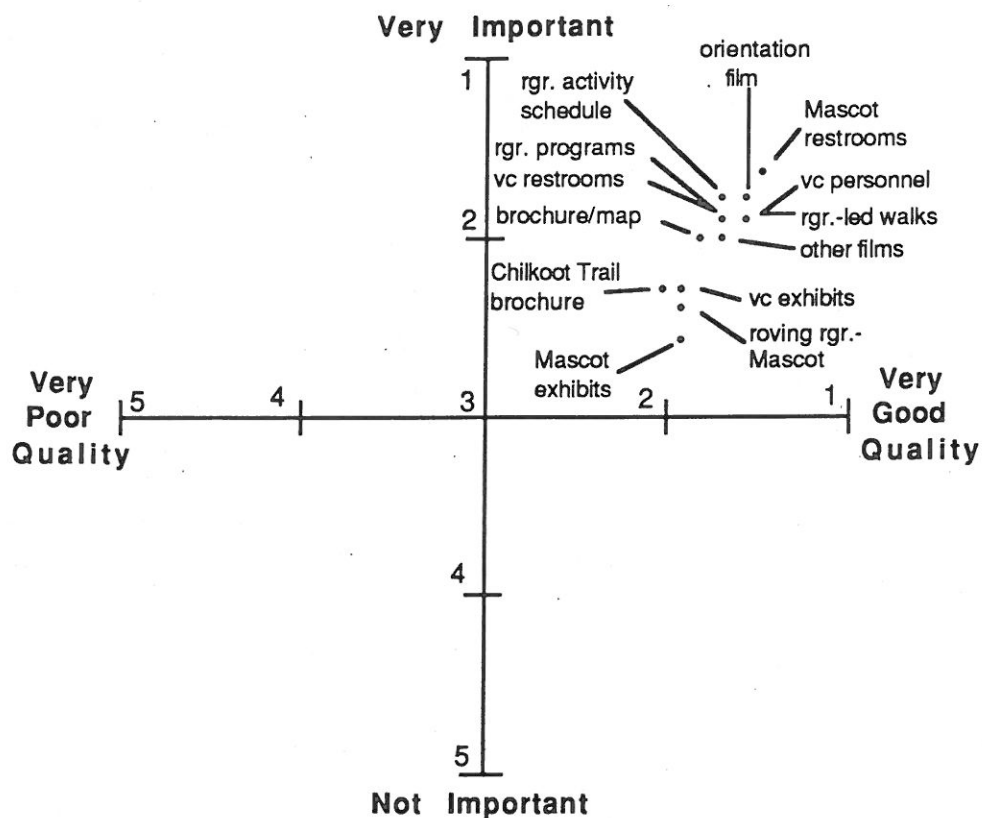 Very Important
orientation
film
1
rgr. activity
schedule
Mascot
restrooms
rgr. programs
vc restrooms
vc personnel
brochure/map
rgr.-led walks
2
other films
Chilkoot Trail
brochure
vc exhibits
roving rgr.-
Mascot
Mascot
exhibits
Very
Poor
Quality
5
4
3
2
1
Very
Good
Quality
4
5
Not Important